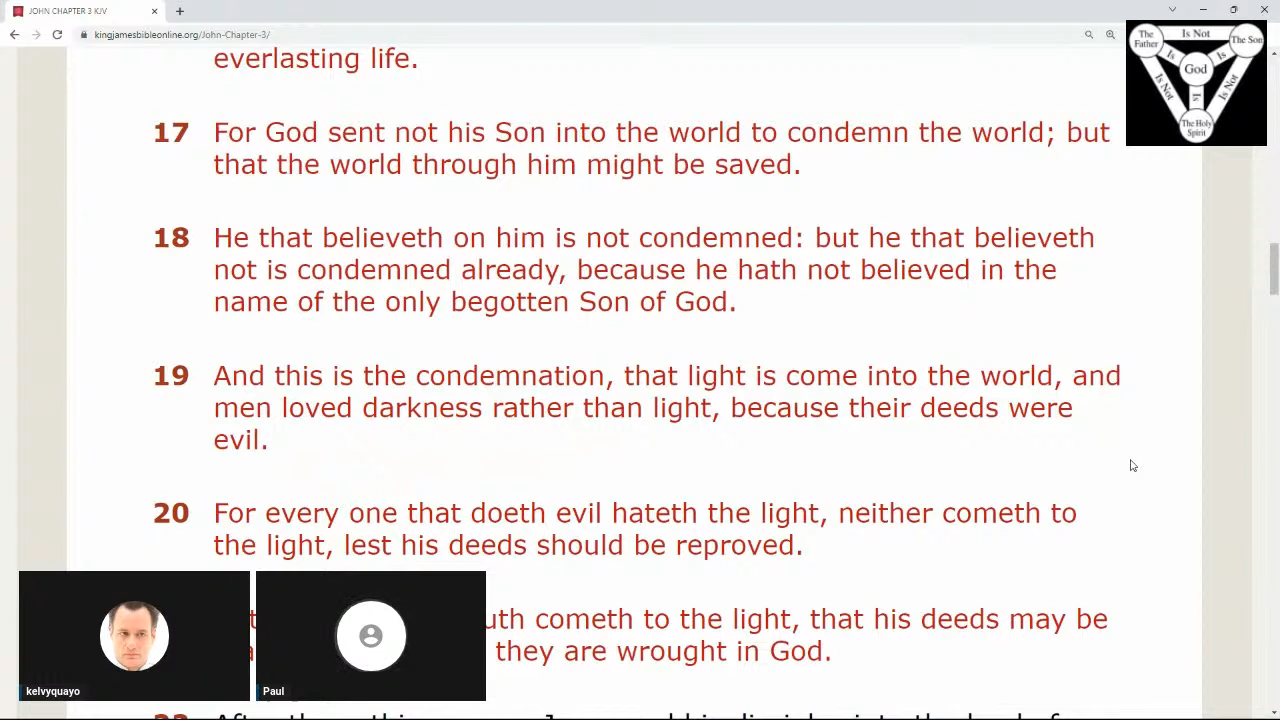 JOHN CHAPTER 3 KJV
kingjamesbibleonline.org/John-Chapter-3/
The Father
Is Not
The Son
Is
Is
God
Is Not
Is
Is Not
The Holy Spirit
everlasting life.
17 For God sent not his Son into the world to condemn the world; but
that the world through him might be saved.
18 He that believeth on him is not condemned: but he that believeth
not is condemned already, because he hath not believed in the
name of the only begotten Son of God.
19 And this is the condemnation, that light is come into the world, and
men loved darkness rather than light, because their deeds were
evil.
20 For every one that doeth evil hateth the light, neither cometh to
the light, lest his deeds should be reproved.
cometh to the light, that his deeds may be
they are wrought in God.
kelvyquayo
Paul